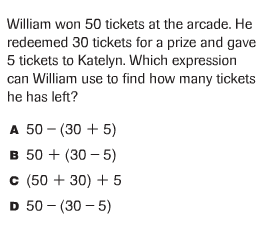 William won 50 tickets at the arcade. He
redeemed 30 tickets for a prize and gave
5 tickets to Katelyn. Which expression
can William use to find how many tickets
he has left?
A 50 – (30 + 5)
B 50 + (30 – 5)
C (50 + 30) + 5
D 50 – (30 – 5)